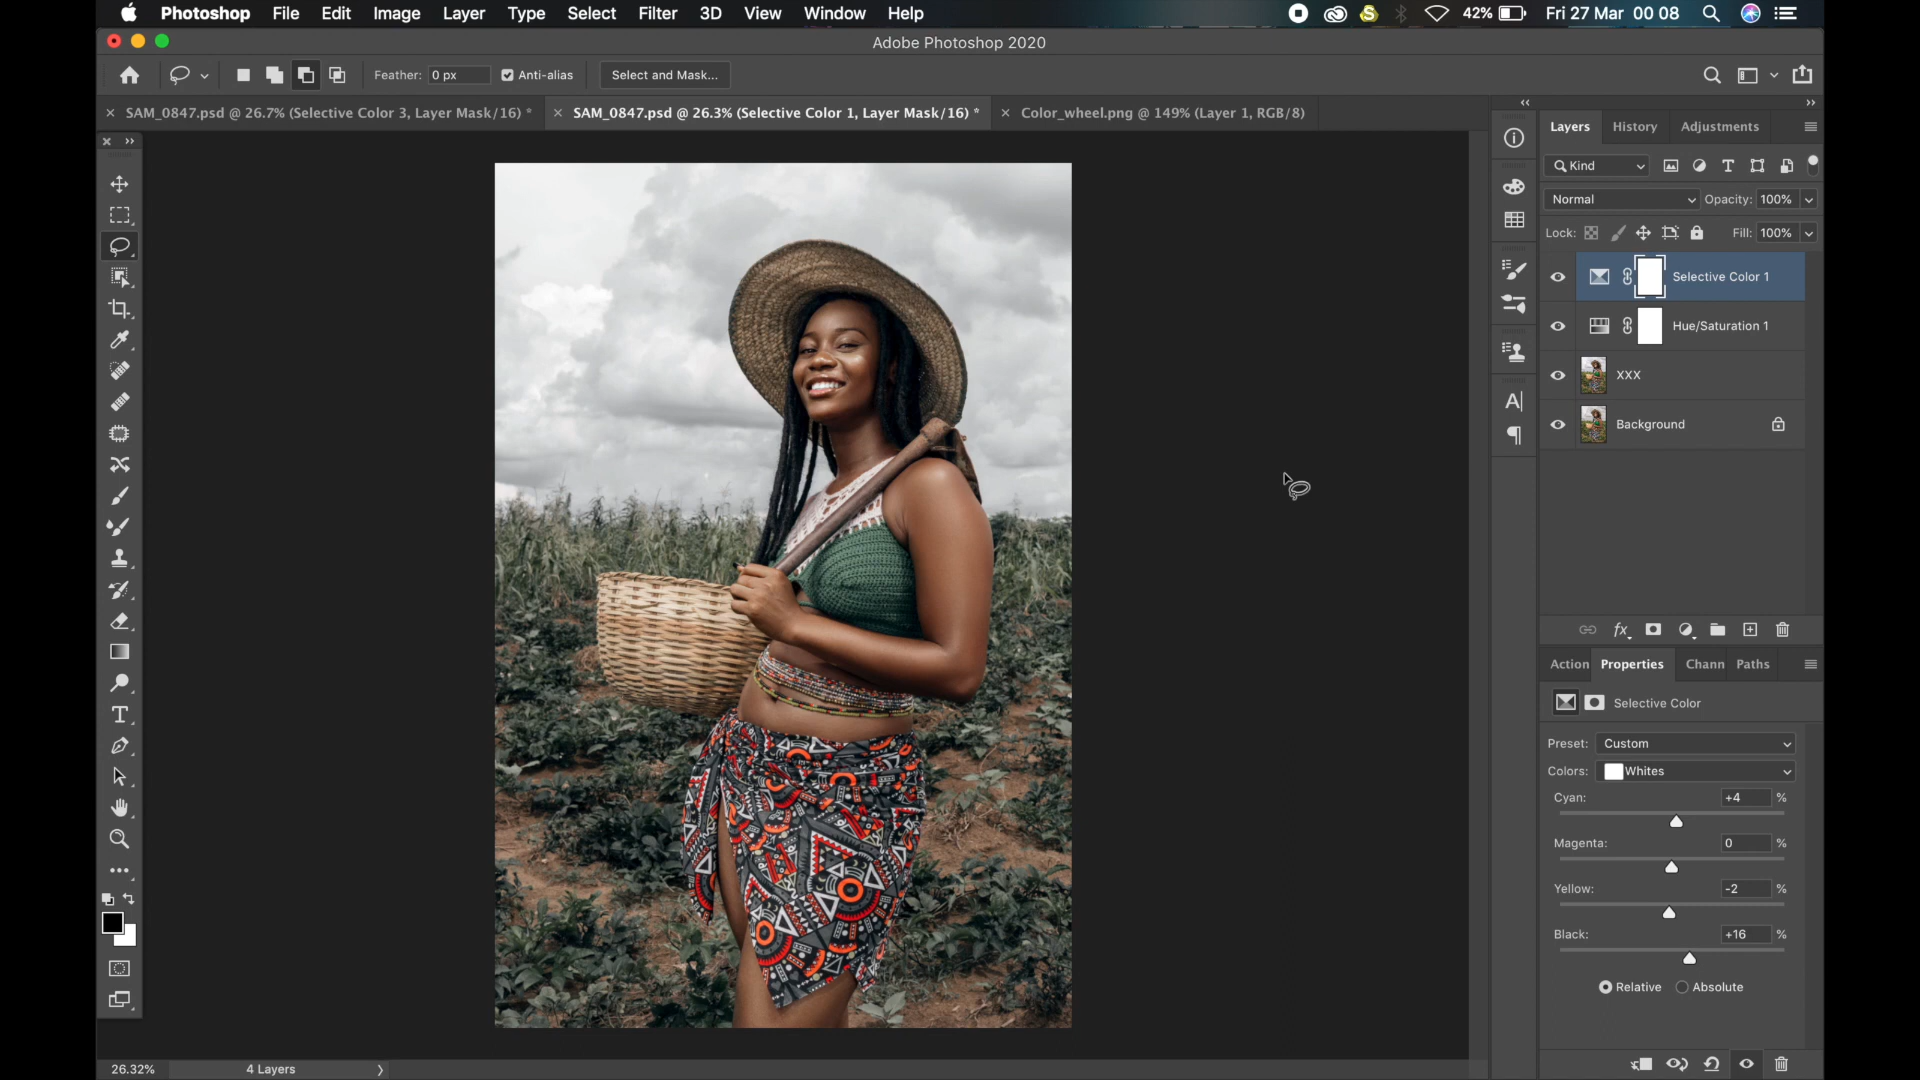 Photoshop File Edit Image Layer Type Select Filter 3D View Window Help 42% Fri 27 Mar 00 08
Adobe Photoshop 2020
Feather: 0 px Anti-alias Select and Mask...
SAM_0847.psd @ 26.7% (Selective Color 3, Layer Mask/16) * SAM_0847.psd @ 26.3% (Selective Color 1, Layer Mask/16) * Color_wheel.png @ 149% (Layer 1, RGB/8)
Layers History Adjustments
Kind
Normal Opacity: 100%
Lock: Fill: 100%
Selective Color 1
Hue/Saturation 1
XXX
Background
Action Properties Chann Paths
Selective Color
Preset: Custom
Colors: Whites
Cyan: +4 %
Magenta: 0 %
Yellow: -2 %
Black: +16 %
Relative Absolute
26.32% 4 Layers